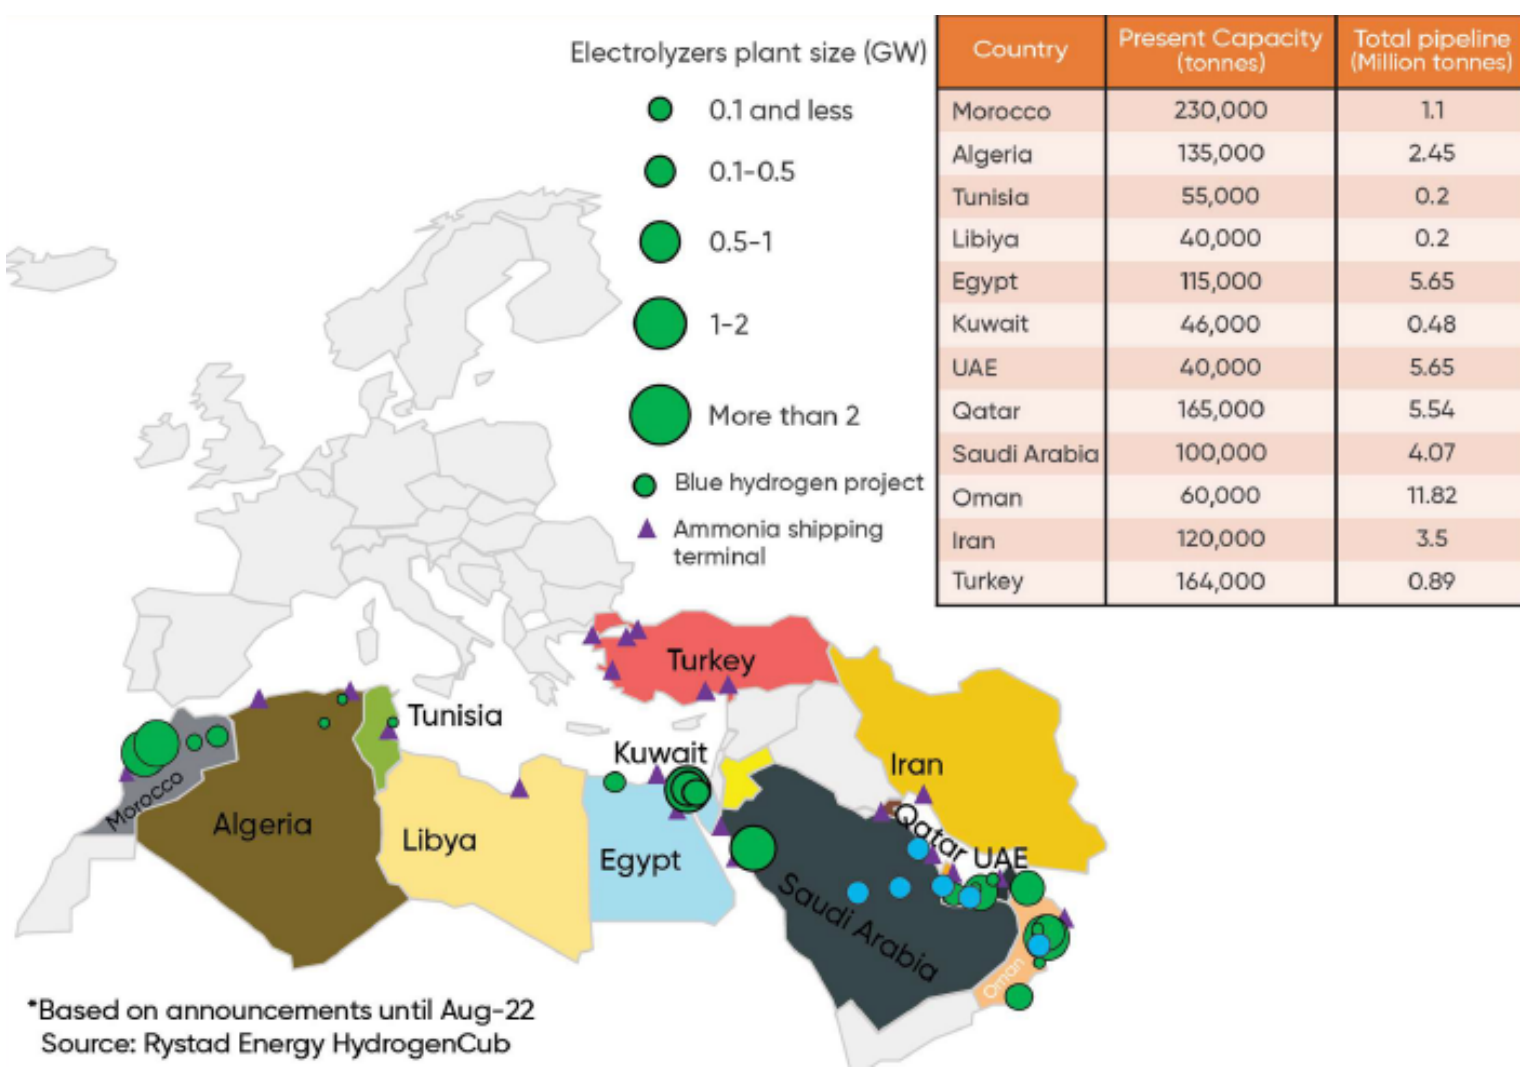 Electrolyzers plant size (GW)
0.1 and less
0.1-0.5
0.5-1
1-2
More than 2
Blue hydrogen project
Ammonia shipping
terminal
Country Present Capacity (tonnes) Total pipeline (Million tonnes)
Morocco 230,000 1.1
Algeria 135,000 2.45
Tunisia 55,000 0.2
Libiya 40,000 0.2
Egypt 115,000 5.65
Kuwait 46,000 0.48
UAE 40,000 5.65
Qatar 165,000 5.54
Saudi Arabia 100,000 4.07
Oman 60,000 11.82
Iran 120,000 3.5
Turkey 164,000 0.89
Turkey
Tunisia
Kuwait
Iran
Morocco
Algeria
Libya
Egypt
Qatar
UAE
Saudi Arabia
Oman
*Based on announcements until Aug-22
Source: Rystad Energy HydrogenCub